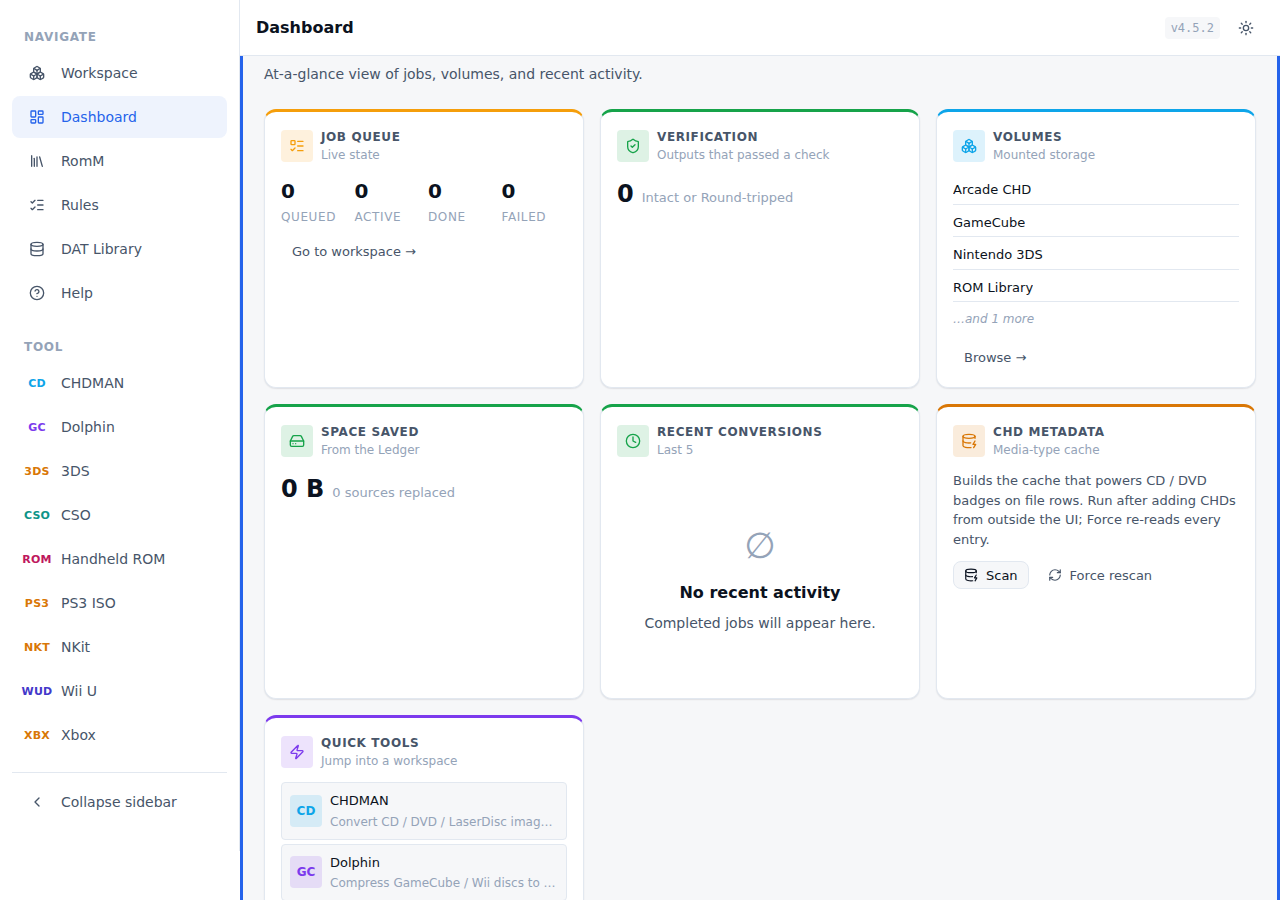 NAVIGATE
Workspace
Dashboard
RomM
Rules
DAT Library
Help
TOOL
CD CHDMAN
GC Dolphin
3DS 3DS
CSO CSO
ROM Handheld ROM
PS3 PS3 ISO
NKT NKit
WUD Wii U
XBX Xbox
Collapse sidebar
Dashboard
v4.5.2
At-a-glance view of jobs, volumes, and recent activity.
JOB QUEUE
Live state
0 0 0 0
QUEUED ACTIVE DONE FAILED
Go to workspace →
VERIFICATION
Outputs that passed a check
0 Intact or Round-tripped
VOLUMES
Mounted storage
Arcade CHD
GameCube
Nintendo 3DS
ROM Library
…and 1 more
Browse →
SPACE SAVED
From the Ledger
0 B 0 sources replaced
RECENT CONVERSIONS
Last 5
∅
No recent activity
Completed jobs will appear here.
CHD METADATA
Media-type cache
Builds the cache that powers CD / DVD
badges on file rows. Run after adding CHDs
from outside the UI; Force re-reads every
entry.
Scan Force rescan
QUICK TOOLS
Jump into a workspace
CD CHDMAN
Convert CD / DVD / LaserDisc imag…
GC Dolphin
Compress GameCube / Wii discs to …